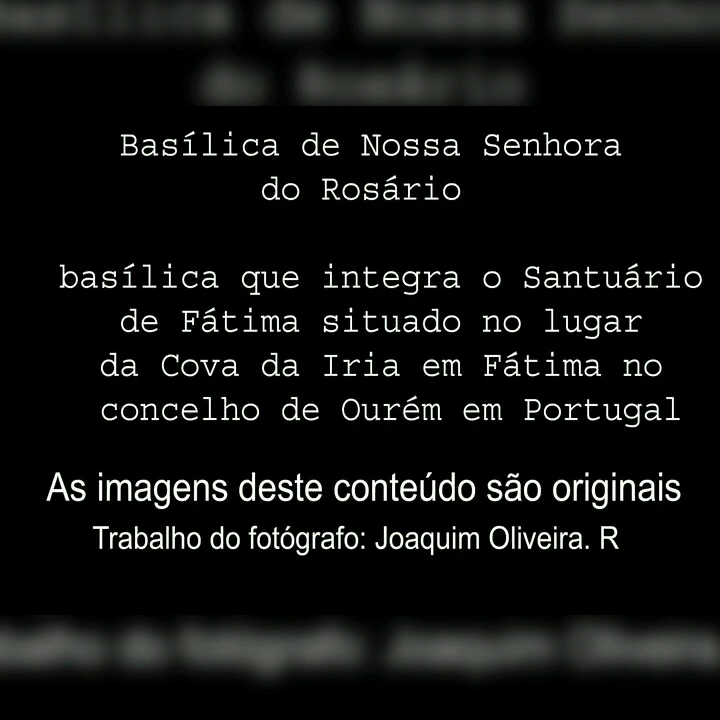 Basílica de Nossa Senhora
do Rosário
basílica que integra o Santuário
de Fátima situado no lugar
da Cova da Iria em Fátima no
concelho de Ourém em Portugal
As imagens deste conteúdo são originais
Trabalho do fotógrafo: Joaquim Oliveira. R